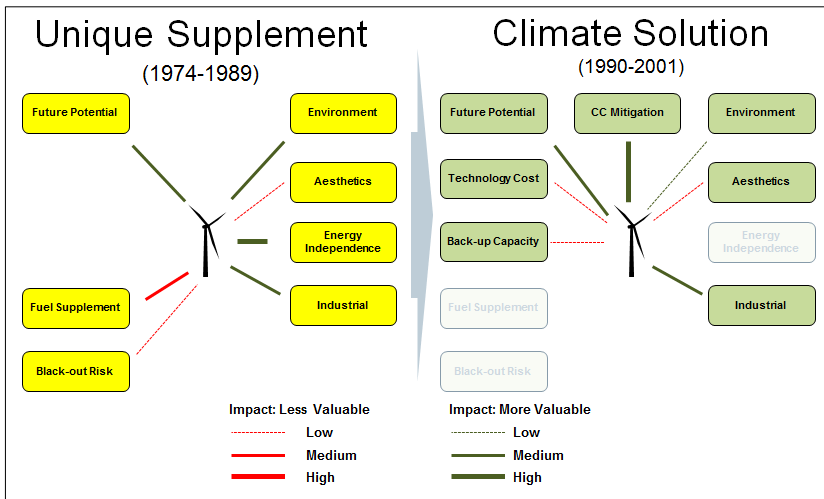 Unique Supplement
(1974-1989)
Climate Solution
(1990-2001)
Future Potential
Environment
Aesthetics
Energy
Independence
Fuel Supplement
Industrial
Black-out Risk
Future Potential
CC Mitigation
Environment
Technology Cost
Aesthetics
Back-up Capacity
Energy
Independence
Fuel Supplement
Industrial
Black-out Risk
Impact: Less Valuable
Low
Medium
High
Impact: More Valuable
Low
Medium
High